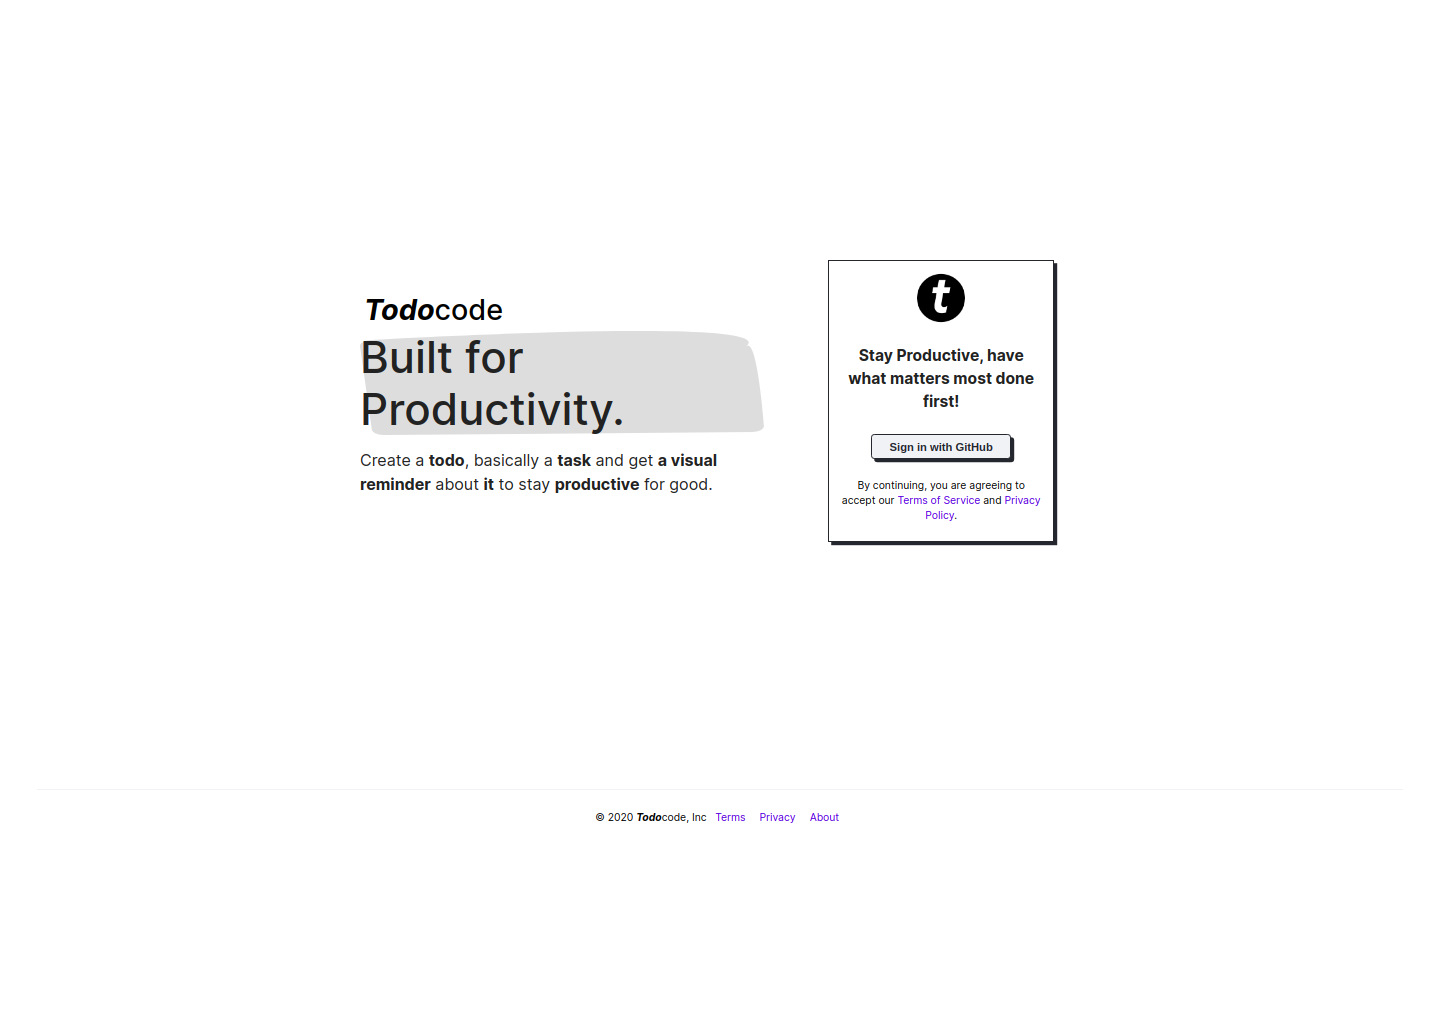 Todocode
Built for
Productivity.
Create a todo, basically a task and get a visual
reminder about it to stay productive for good.
t
Stay Productive, have
what matters most done
first!
Sign in with GitHub
By continuing, you are agreeing to
accept our Terms of Service and Privacy
Policy.
© 2020 Todocode, Inc Terms Privacy About